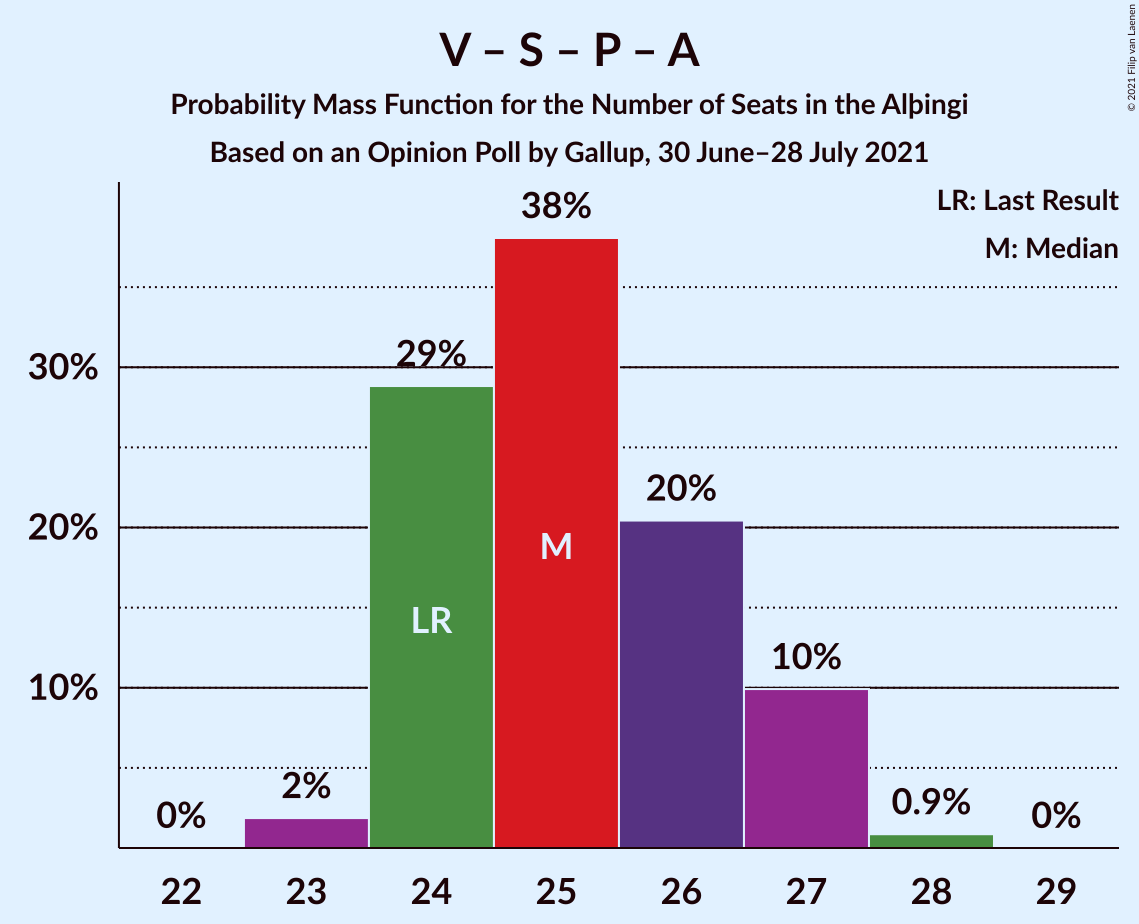 V – S – P – A
Probability Mass Function for the Number of Seats in the Alþingi
Based on an Opinion Poll by Gallup, 30 June–28 July 2021
© 2021 Filip van Laenen
LR: Last Result
M: Median
38%
29%
30%
20%
20%
M
LR
10%
10%
2%
0%
0.9%
0%
22 23 24 25 26 27 28 29